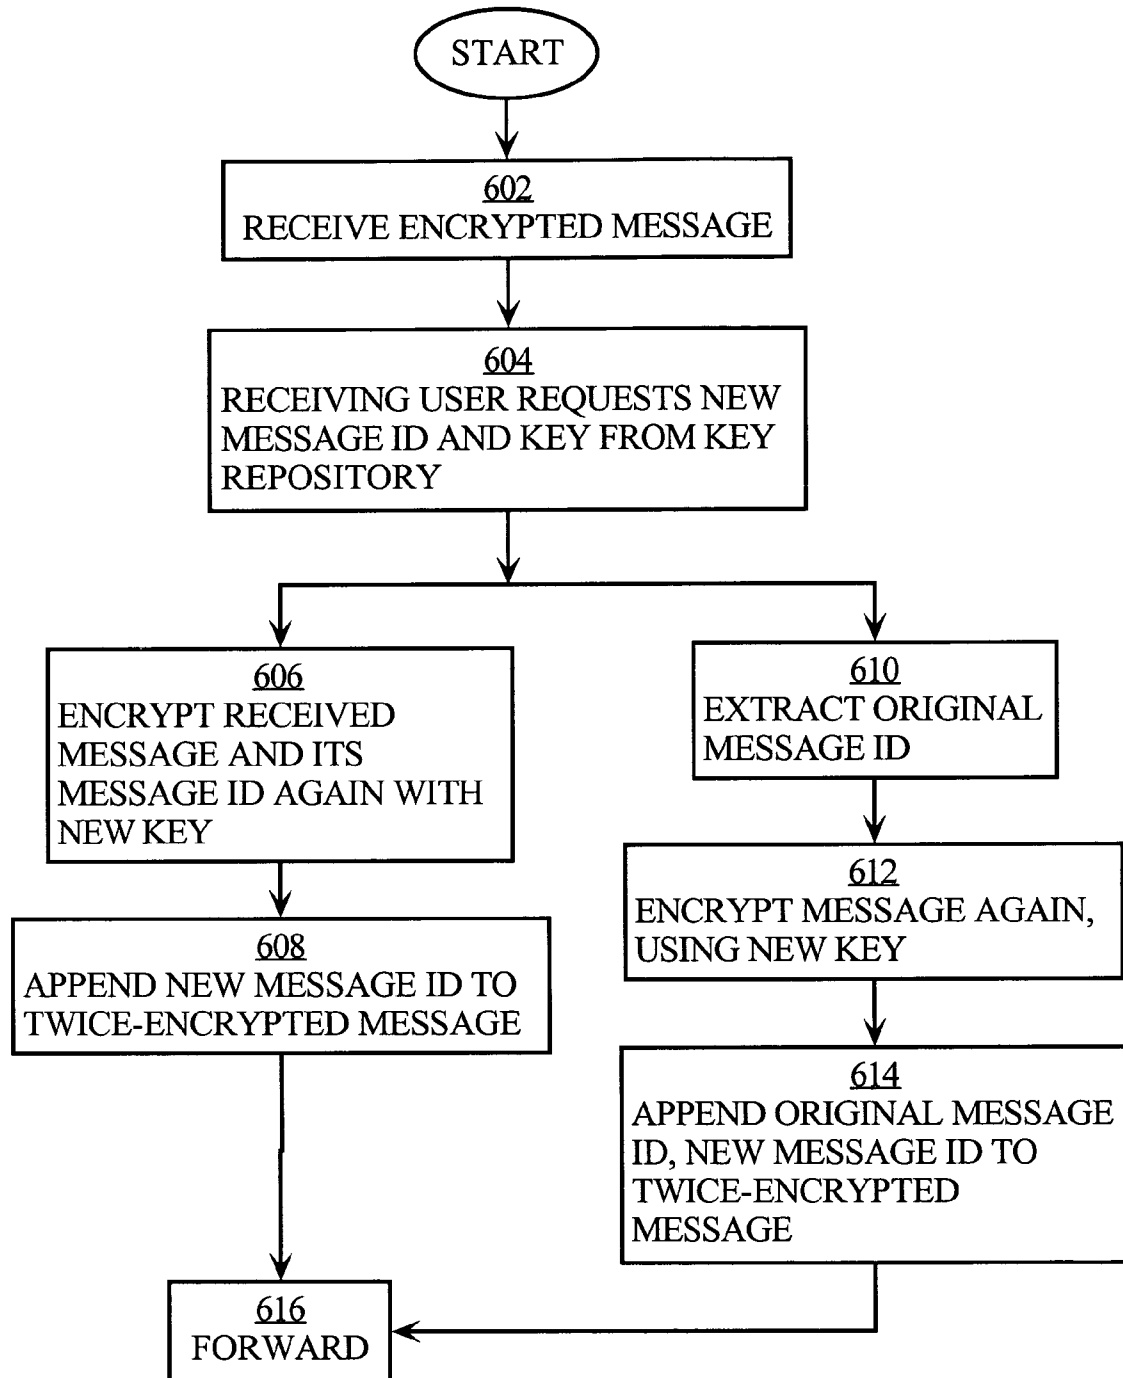 START
602
RECEIVE ENCRYPTED MESSAGE
604
RECEIVING USER REQUESTS NEW
MESSAGE ID AND KEY FROM KEY
REPOSITORY
606
ENCRYPT RECEIVED
MESSAGE AND ITS
MESSAGE ID AGAIN WITH
NEW KEY
608
APPEND NEW MESSAGE ID TO
TWICE-ENCRYPTED MESSAGE
610
EXTRACT ORIGINAL
MESSAGE ID
612
ENCRYPT MESSAGE AGAIN,
USING NEW KEY
614
APPEND ORIGINAL MESSAGE
ID, NEW MESSAGE ID TO
TWICE-ENCRYPTED
MESSAGE
616
FORWARD